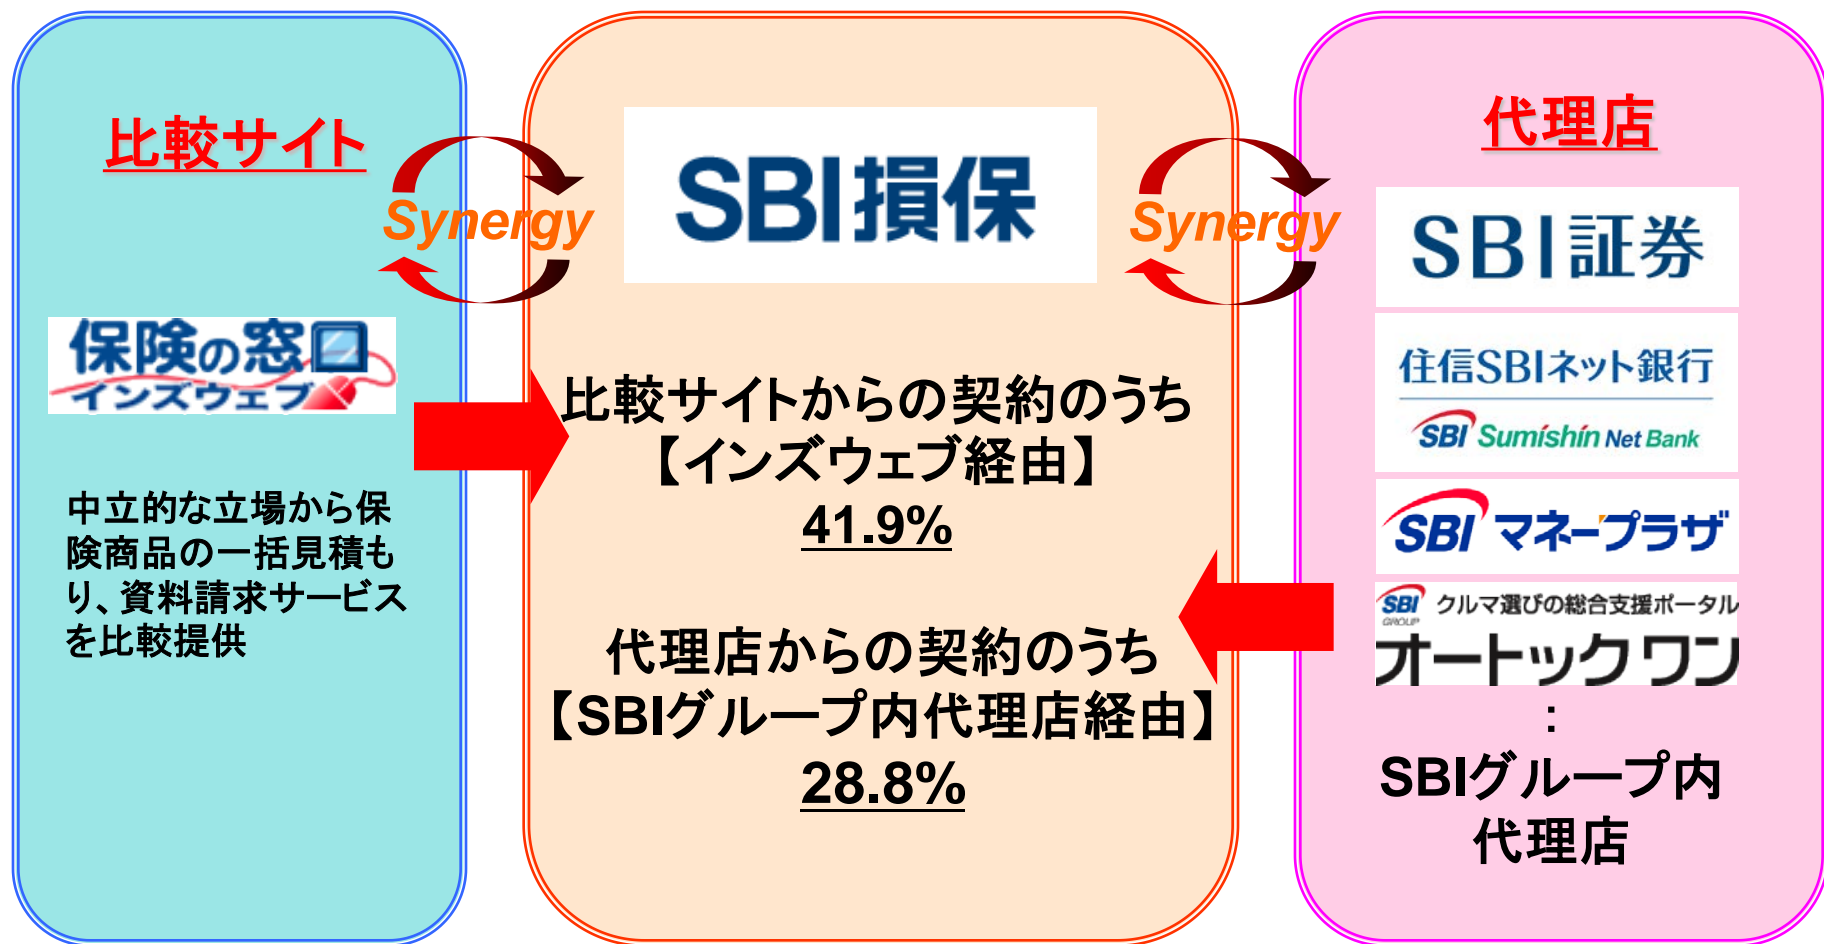 比較サイト
Synergy
保険の窓口
インズウェブ
中立的な立場から保
険商品の一括見積も
り、資料請求サービス
を比較提供
SBI損保
比較サイトからの契約のうち
【インズウェブ経由】
41.9%
代理店からの契約のうち
【SBIグループ内代理店経由】
28.8%
Synergy
代理店
SBI証券
住信SBIネット銀行
SBI Sumishin Net Bank
SBI マネープラザ
SBI GROUP クルマ選びの総合支援ポータル
オートックワン
:
SBIグループ内
代理店